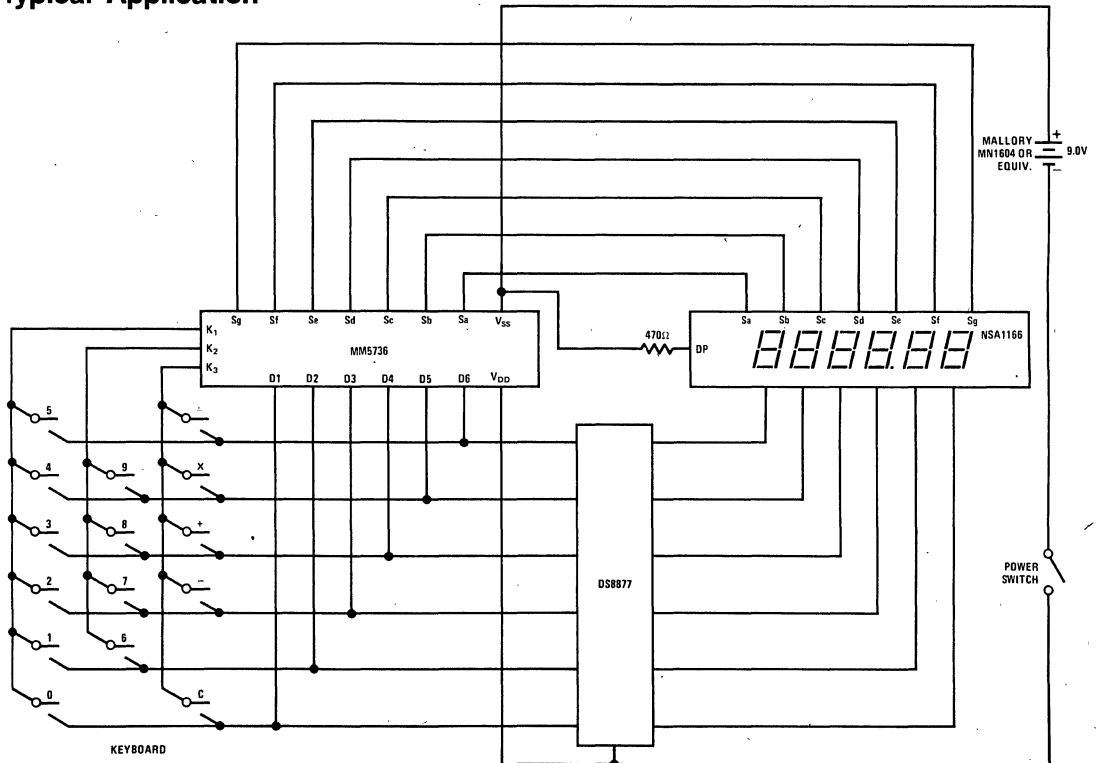 Typical Application
MALLORY
MN1604 OR
EQUIV.
+
9.0V
−
Sg Sf Se Sd Sc Sb Sa VSS
K1
K2
K3
MM5736
D1 D2 D3 D4 D5 D6 VDD
470Ω
Sa Sb Sc Sd Se Sf Sg
DP
888888
NSA1166
5
4 9 X
3 8 +
2 7 −
1 6
0 C
KEYBOARD
DS8877
POWER
SWITCH